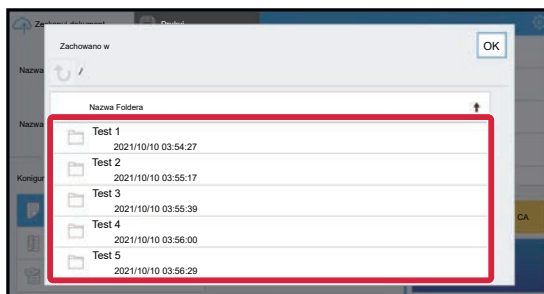 Zachowano w
OK
Nazwa
/
Nazwa Foldera
Nazwa
Test 1
2021/10/10 03:54:27
Test 2
2021/10/10 03:55:17
Test 3
2021/10/10 03:55:39
Konigur
Test 4
2021/10/10 03:56:00
CA
Test 5
2021/10/10 03:56:29